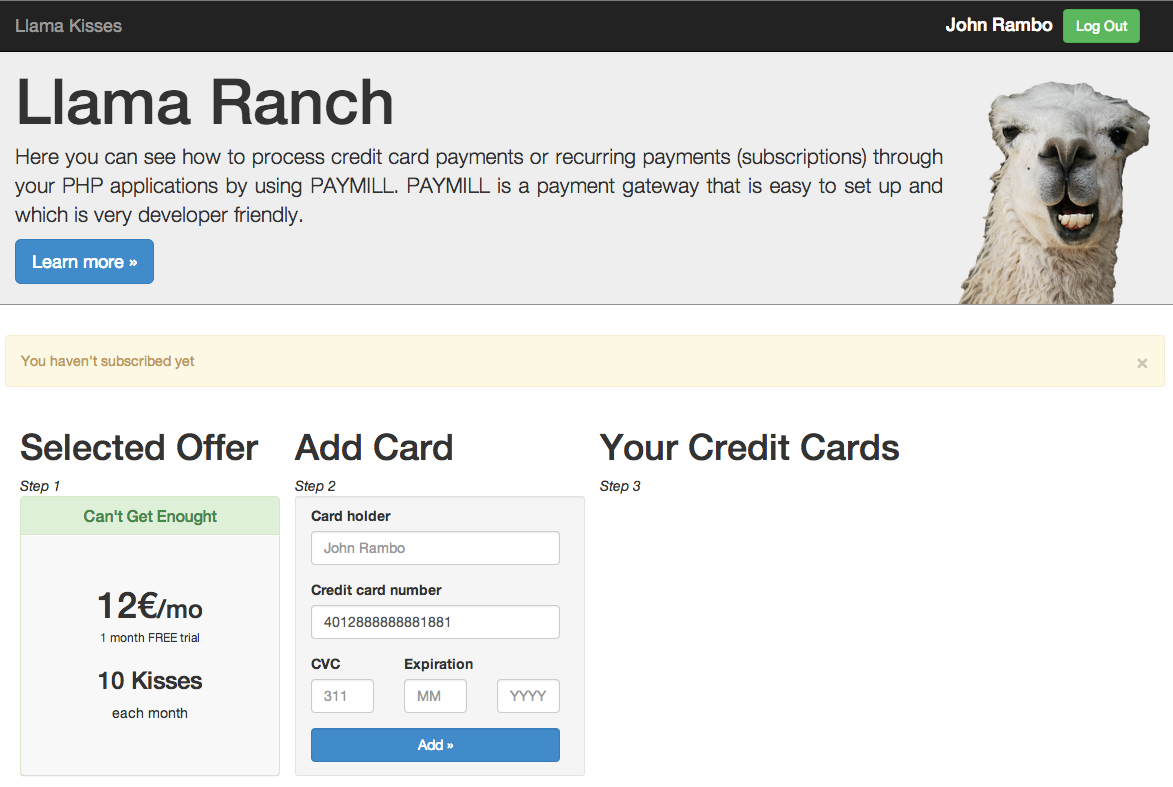 Llama Kisses
John Rambo
Log Out
Llama Ranch
Here you can see how to process credit card payments or recurring payments (subscriptions) through
your PHP applications by using PAYMILL. PAYMILL is a payment gateway that is easy to set up and
which is very developer friendly.
Learn more »
You haven't subscribed yet
×
Selected Offer
Step 1
Can't Get Enought
12€/mo
1 month FREE trial
10 Kisses
each month
Add Card
Step 2
Card holder
John Rambo
Credit card number
4012888888881881
CVC
Expiration
311
MM
YYYY
Add »
Your Credit Cards
Step 3